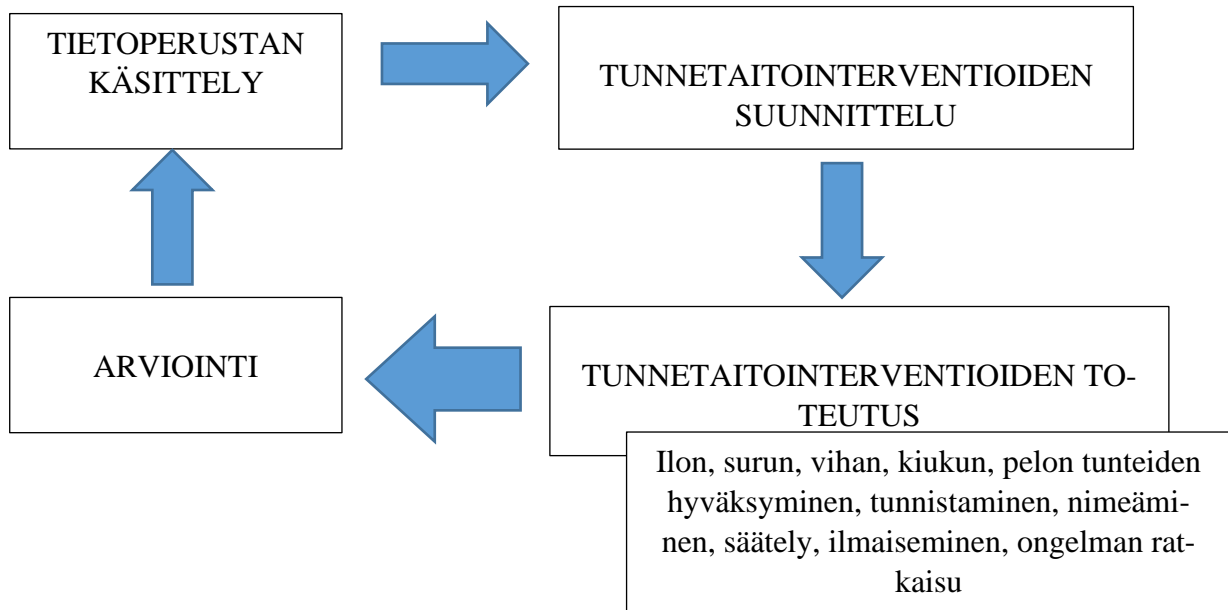 TIETOPERUSTAN
KÄSITTELY
TUNNETAITOINTERVENTIOIDEN
SUUNNITTELU
TUNNETAITOINTERVENTIOIDEN TO-
TEUTUS
Ilon, surun, vihan, kiukun, pelon tunteiden
hyväksyminen, tunnistaminen, nimeämi-
nen, säätely, ilmaiseminen, ongelman rat-
kaisu
ARVIOINTI